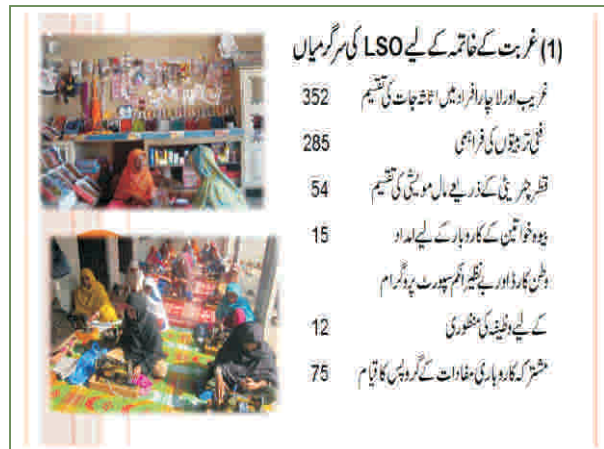 (1) غربت کے خاتمہ کے لیے LSO کی سرگرمیاں
غریب اور لاچار افراد میں اثاثہ جات کی تقسیم 352
فنی تربیتوں کی فراہمی 285
قطر چیریٹی کے ذریعے مال مویشی کی تقسیم 54
بیوہ خواتین کے کاروبار کے لیے امداد 15
وطن کارڈ اور بے نظیر انکم سپورٹ پروگرام
کے لیے وظیفہ کی منظوری 12
مشترکہ کاروباری مفادات کے گروپس کا قیام 75